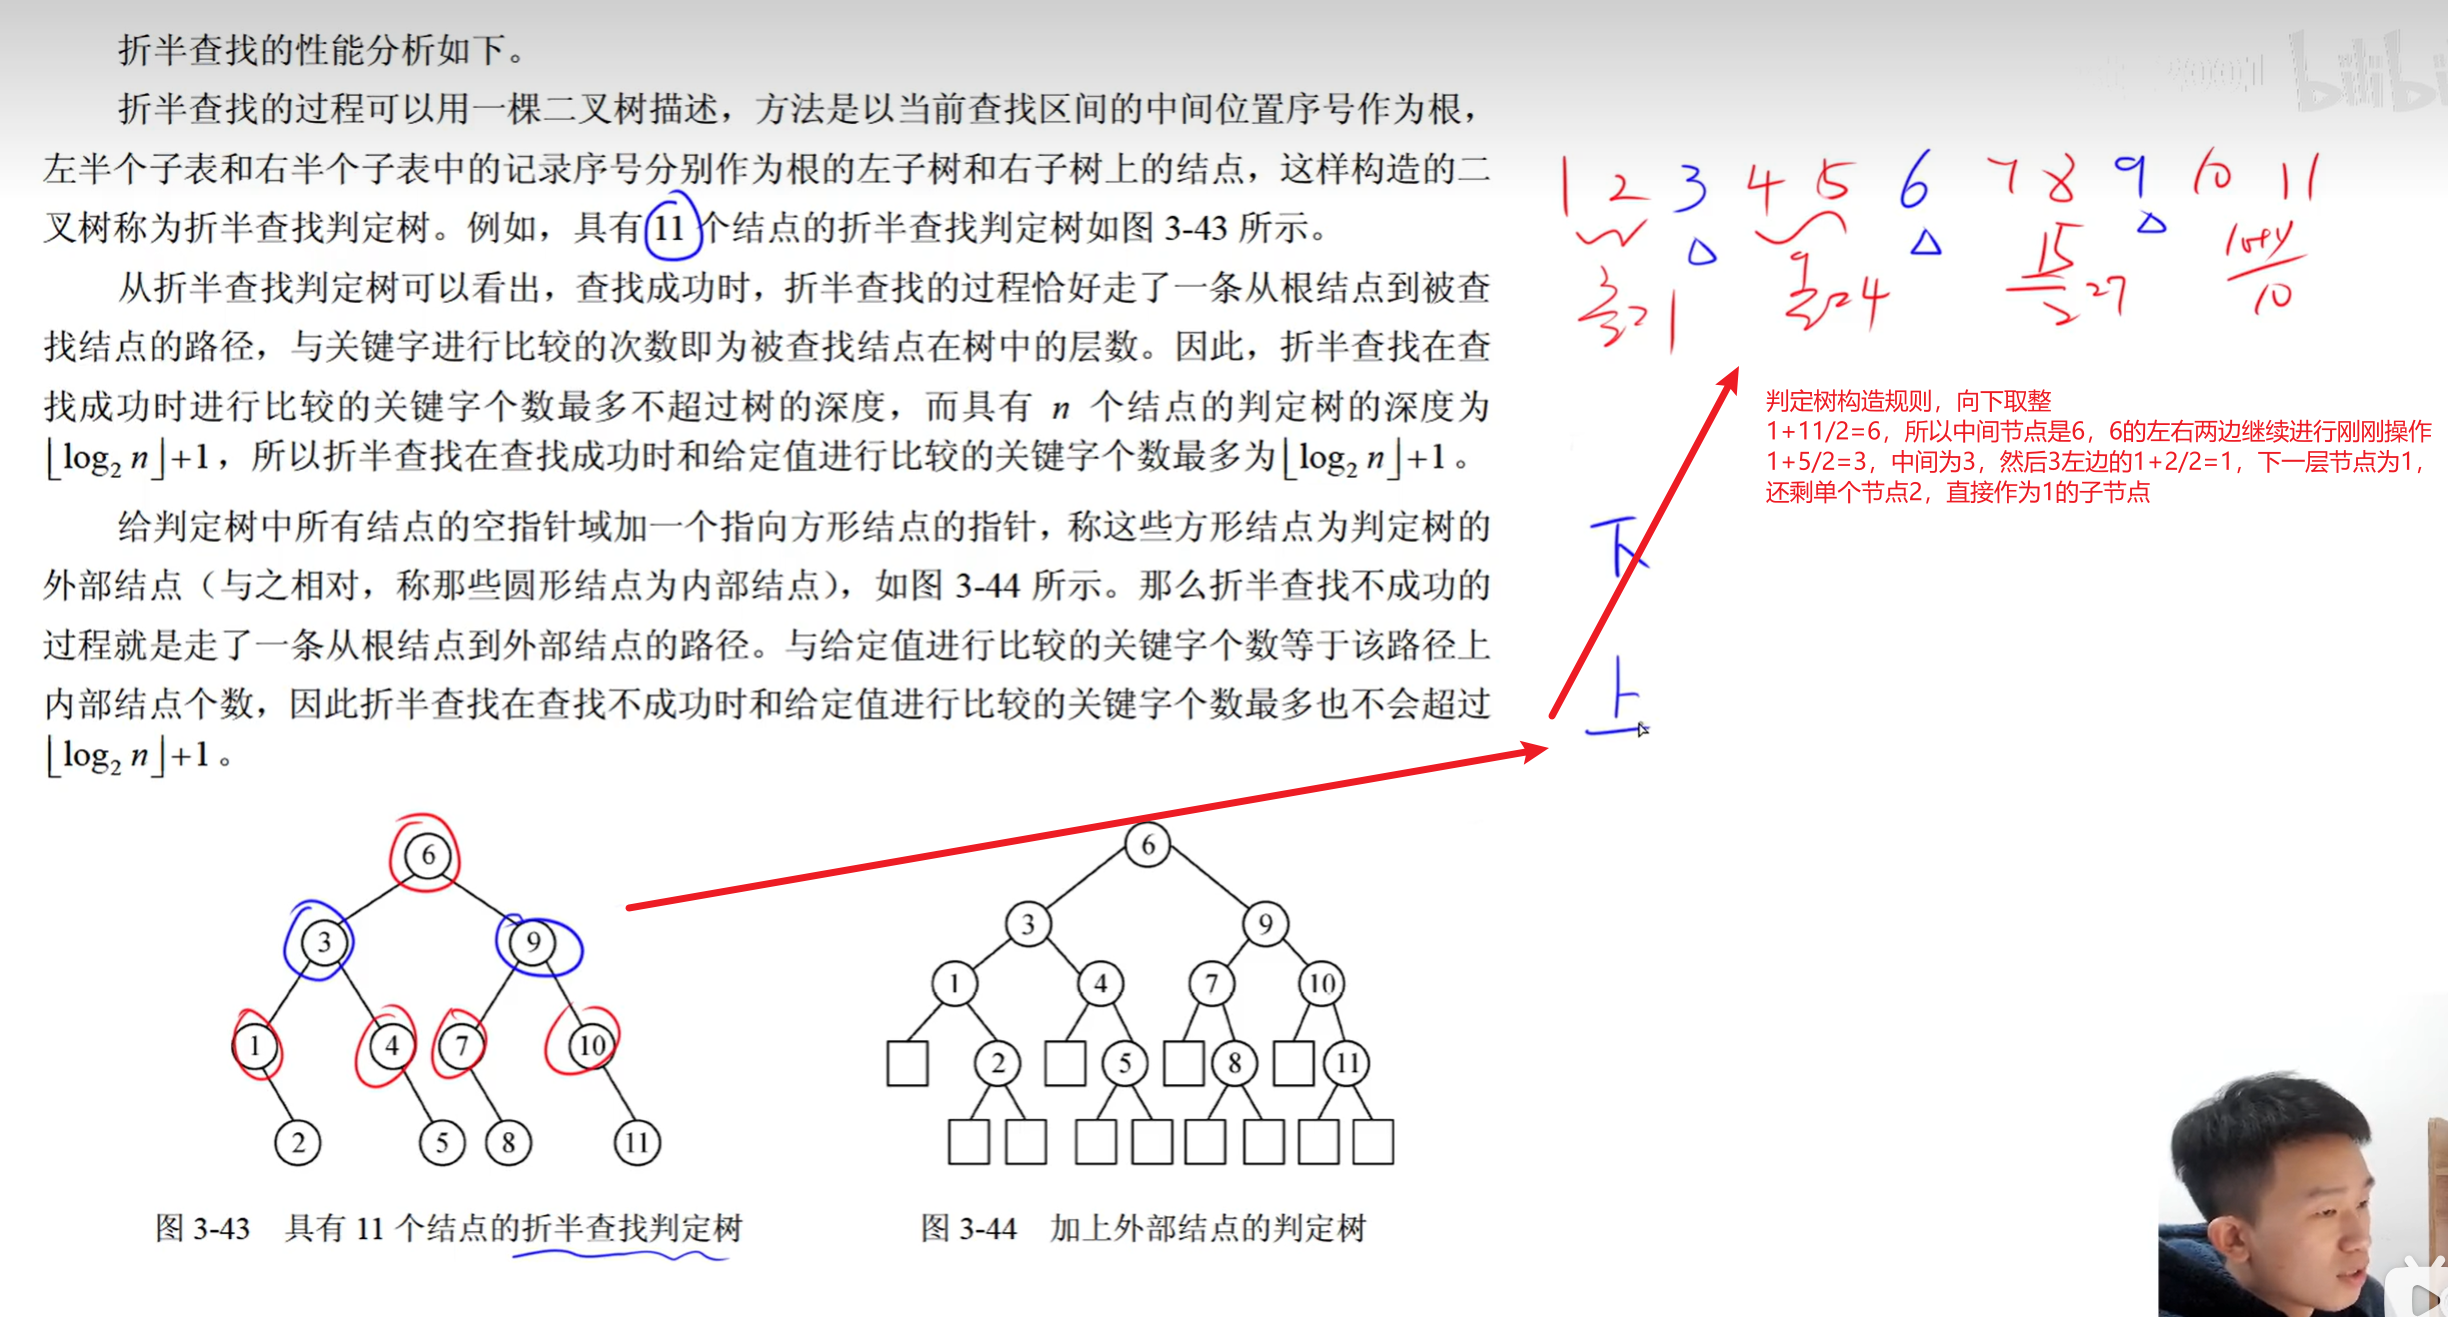 折半查找的性能分析如下。
折半查找的过程可以用一棵二叉树描述，方法是以当前查找区间的中间位置序号作为根，
左半个子表和右半个子表中的记录序号分别作为根的左子树和右子树上的结点，这样构造的二
叉树称为折半查找判定树。例如，具有 11 个结点的折半查找判定树如图 3-43 所示。
从折半查找判定树可以看出，查找成功时，折半查找的过程恰好走了一条从根结点到被查
找结点的路径，与关键字进行比较的次数即为被查找结点在树中的层数。因此，折半查找在查
找成功时进行比较的关键字个数最多不超过树的深度，而具有 n 个结点的判定树的深度为
⌊log₂ n⌋+1，所以折半查找在查找成功时和给定值进行比较的关键字个数最多为⌊log₂ n⌋+1。
给判定树中所有结点的空指针域加一个指向方形结点的指针，称这些方形结点为判定树的
外部结点（与之相对，称那些圆形结点为内部结点），如图 3-44 所示。那么折半查找不成功的
过程就是走了一条从根结点到外部结点的路径。与给定值进行比较的关键字个数等于该路径上
内部结点个数，因此折半查找在查找不成功时和给定值进行比较的关键字个数最多也不会超过
⌊log₂ n⌋+1。
1 2 3 4 5 6 7 8 9 10 11
3/2=1 9/2=4 15/2=7
判定树构造规则，向下取整
1+11/2=6，所以中间节点是6，6的左右两边继续进行刚刚操作
1+5/2=3，中间为3，然后3左边的1+2/2=1，下一层节点为1，
还剩单个节点2，直接作为1的子节点
下
上
6
3 9
1 4 7 10
2 5 8 11
图 3-43 具有 11 个结点的折半查找判定树
6
3 9
1 4 7 10
2 5 8 11
图 3-44 加上外部结点的判定树